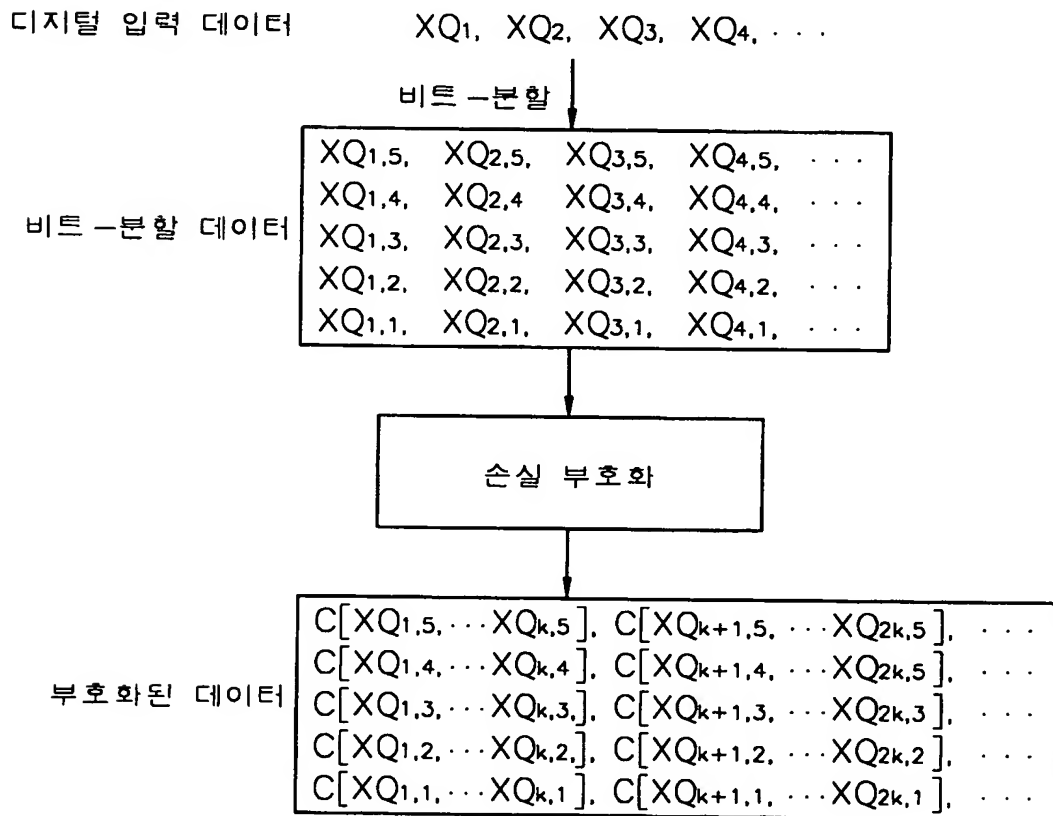 디지털 입력 데이터 XQ1, XQ2, XQ3, XQ4, · · ·
비트-분할
XQ1,5, XQ2,5, XQ3,5, XQ4,5, · · ·
XQ1,4, XQ2,4 XQ3,4, XQ4,4, · · ·
비트-분할 데이터 XQ1,3, XQ2,3, XQ3,3, XQ4,3, · · ·
XQ1,2, XQ2,2, XQ3,2, XQ4,2, · · ·
XQ1,1, XQ2,1, XQ3,1, XQ4,1, · · ·
손실 부호화
C[XQ1,5, ···XQk,5], C[XQk+1,5, ···XQ2k,5], · · ·
C[XQ1,4, ···XQk,4], C[XQk+1,4, ···XQ2k,5], · · ·
부호화된 데이터 C[XQ1,3, ···XQk,3,], C[XQk+1,3, ···XQ2k,3], · · ·
C[XQ1,2, ···XQk,2,], C[XQk+1,2, ···XQ2k,2], · · ·
C[XQ1,1, ···XQk,1], C[XQk+1,1, ···XQ2k,1], · · ·